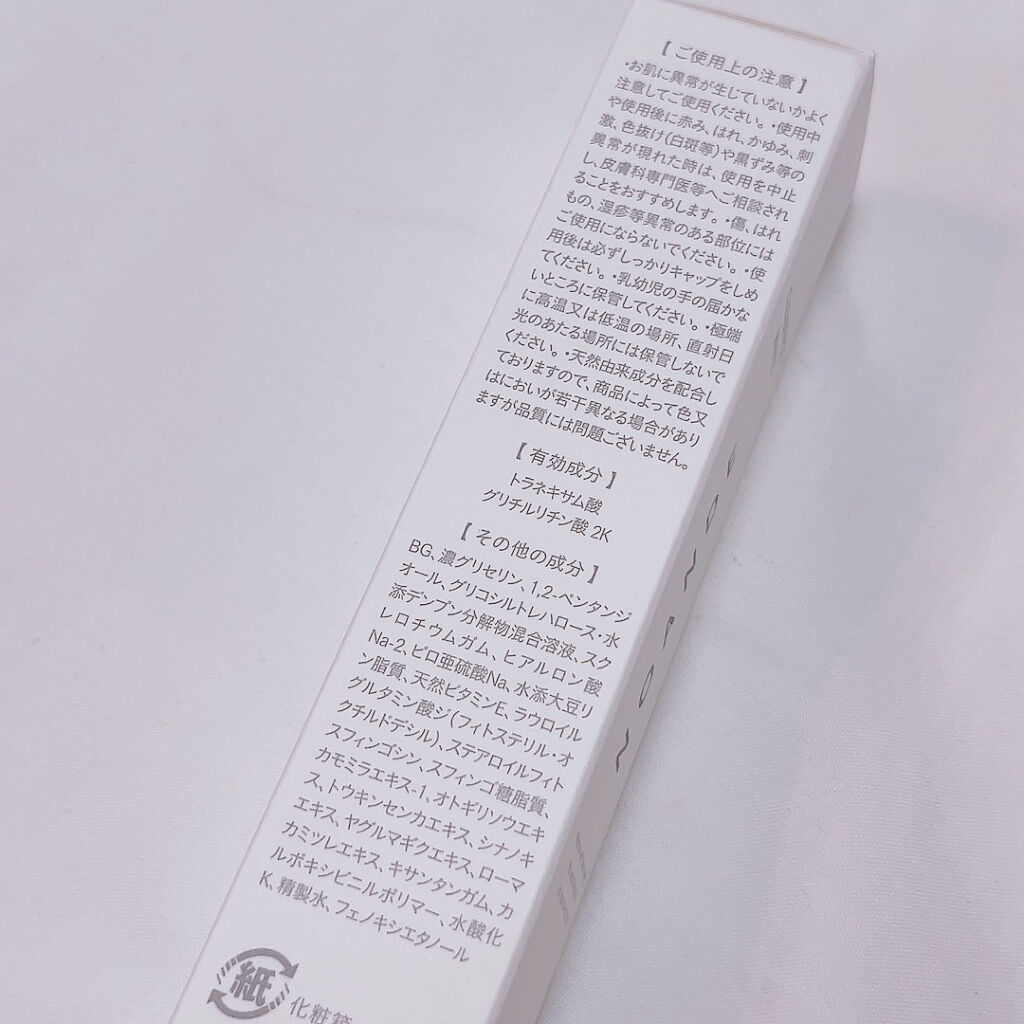 【 ご使用上の注意 】
・お肌に異常が生じていないかよく
注意してご使用ください。・使用中
や使用後に赤み、はれ、かゆみ、刺
激、色抜け(白斑等)や黒ずみ等の
異常が現れた時は、使用を中止
し、皮膚科専門医等へご相談され
ることをおすすめします。・傷、はれ
もの、湿疹等異常のある部位には
ご使用にならないでください。・使
用後は必ずしっかりキャップをしめ
てください。・乳幼児の手の届かな
いところに保管してください。・極端
に高温又は低温の場所、直射日
光のあたる場所には保管しないで
ください。・天然由来成分を配合し
ておりますので、商品によって色又
はにおいが若干異なる場合があり
ますが品質には問題ございません。
【 有効成分 】
トラネキサム酸
グリチルリチン酸 2K
【 その他の成分 】
BG、濃グリセリン、1,2-ペンタンジ
オール、グリコシルトレハロース・水
添デンプン分解物混合溶液、スク
レロチウムガム、ヒアルロン酸
Na-2、ピロ亜硫酸Na、水添大豆リ
ン脂質、天然ビタミンE、ラウロイル
グルタミン酸ジ(フィトステリル・オ
クチルドデシル)、ステアロイルフィト
スフィンゴシン、スフィンゴ糖脂質、
カモミラエキス-1、オトギリソウエキ
ス、トウキンセンカエキス、シナノキ
エキス、ヤグルマギクエキス、ローマ
カミツレエキス、キサンタンガム、カ
ルボキシビニルポリマー、水酸化
K、精製水、フェノキシエタノール
紙
化粧箱